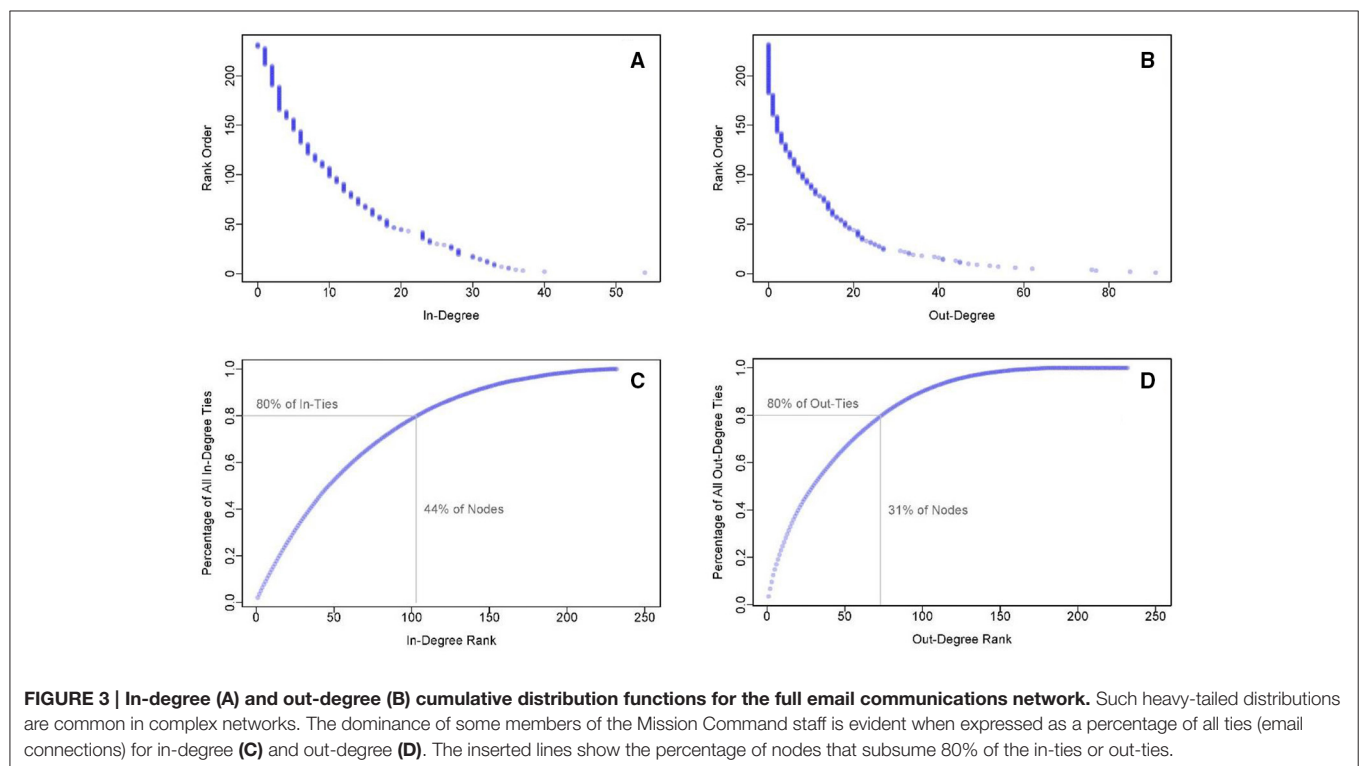 A
Rank Order
200
150
100
50
0
0 10 20 30 40 50
In-Degree
B
Rank Order
200
150
100
50
0
0 20 40 60 80
Out-Degree
C
Percentage of All In-Degree Ties
1.0
0.8
0.6
0.4
0.2
0.0
80% of In-Ties
44% of Nodes
0 50 100 150 200 250
In-Degree Rank
D
Percentage of All Out-Degree Ties
1.0
0.8
0.6
0.4
0.2
0.0
80% of Out-Ties
31% of Nodes
0 50 100 150 200 250
Out-Degree Rank
FIGURE 3 | In-degree (A) and out-degree (B) cumulative distribution functions for the full email communications network. Such heavy-tailed distributions
are common in complex networks. The dominance of some members of the Mission Command staff is evident when expressed as a percentage of all ties (email
connections) for in-degree (C) and out-degree (D). The inserted lines show the percentage of nodes that subsume 80% of the in-ties or out-ties.